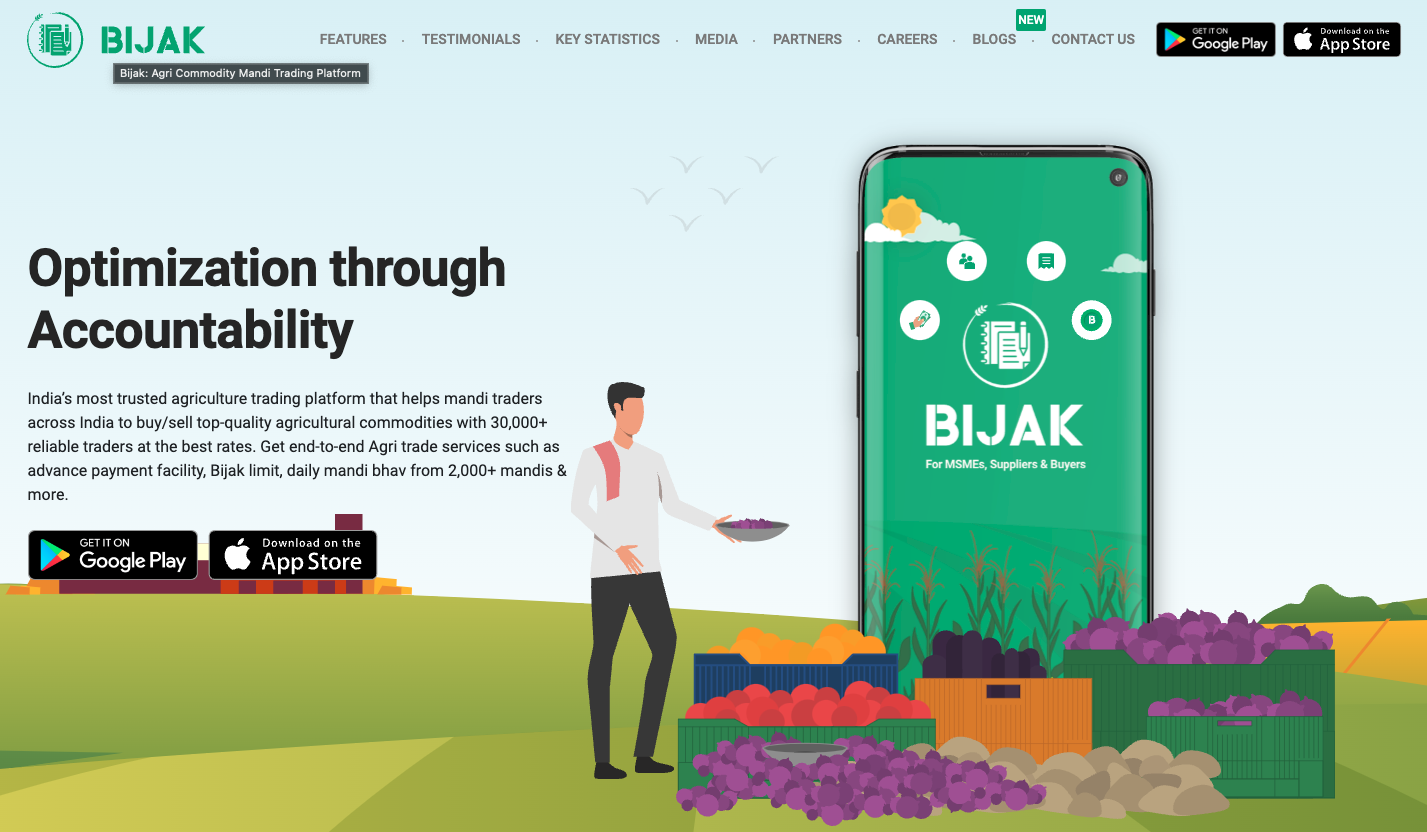 BIJAK
FEATURES · TESTIMONIALS · KEY STATISTICS · MEDIA · PARTNERS · CAREERS · BLOGS · CONTACT US
NEW
GET IT ON
Google Play
Download on the
App Store
Bijak: Agri Commodity Mandi Trading Platform
Optimization through
Accountability
India’s most trusted agriculture trading platform that helps mandi traders
across India to buy/sell top-quality agricultural commodities with 30,000+
reliable traders at the best rates. Get end-to-end Agri trade services such as
advance payment facility, Bijak limit, daily mandi bhav from 2,000+ mandis &
more.
GET IT ON
Google Play
Download on the
App Store
B
BIJAK
For MSMEs, Suppliers & Buyers